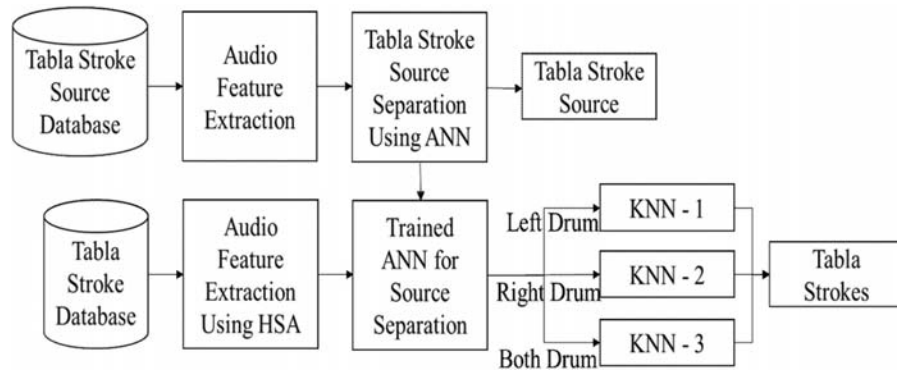 Tabla Stroke
Source
Database
Audio
Feature
Extraction
Tabla Stroke
Source
Separation
Using ANN
Tabla Stroke
Source
Tabla
Stroke
Database
Audio
Feature
Extraction
Using HSA
Trained
ANN for
Source
Separation
Left Drum
Right Drum
Both Drum
KNN - 1
KNN - 2
KNN - 3
Tabla
Strokes